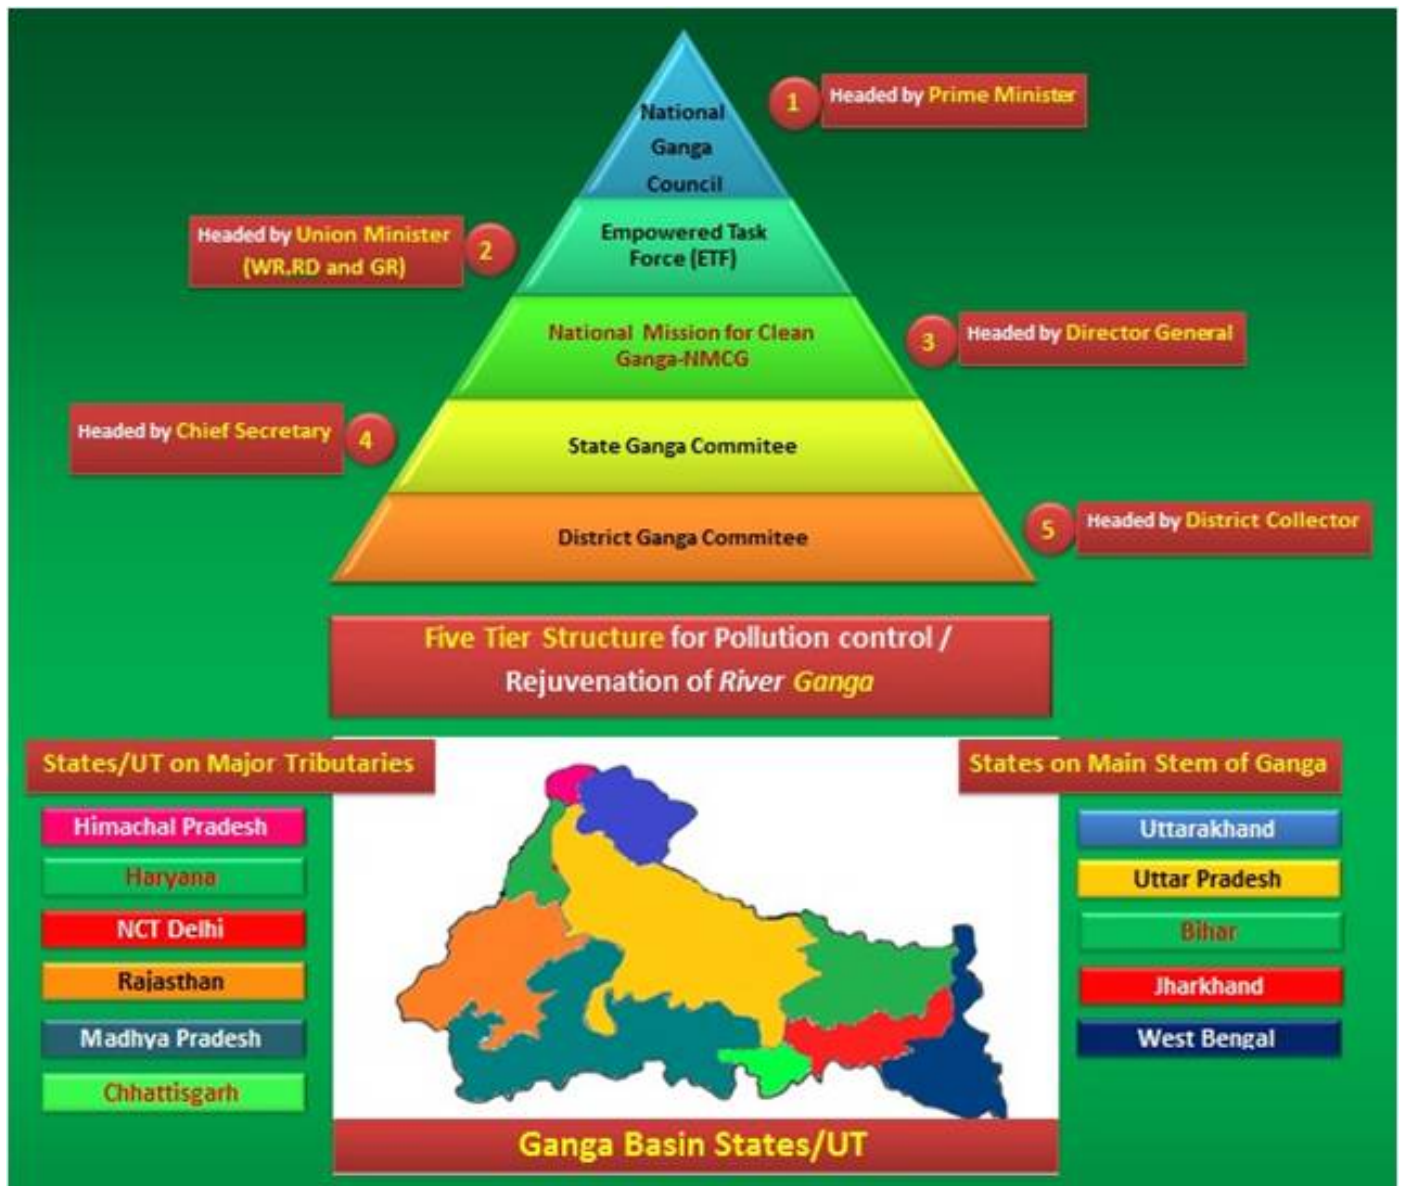 National
Ganga
Council
1
Headed by Prime Minister
Empowered Task
Force (ETF)
Headed by Union Minister
(WR,RD and GR)
2
National Mission for Clean
Ganga-NMCG
3
Headed by Director General
Headed by Chief Secretary
4
State Ganga Commitee
District Ganga Commitee
5
Headed by District Collector
Five Tier Structure for Pollution control /
Rejuvenation of River Ganga
States/UT on Major Tributaries
Himachal Pradesh
Haryana
NCT Delhi
Rajasthan
Madhya Pradesh
Chhattisgarh
States on Main Stem of Ganga
Uttarakhand
Uttar Pradesh
Bihar
Jharkhand
West Bengal
Ganga Basin States/UT